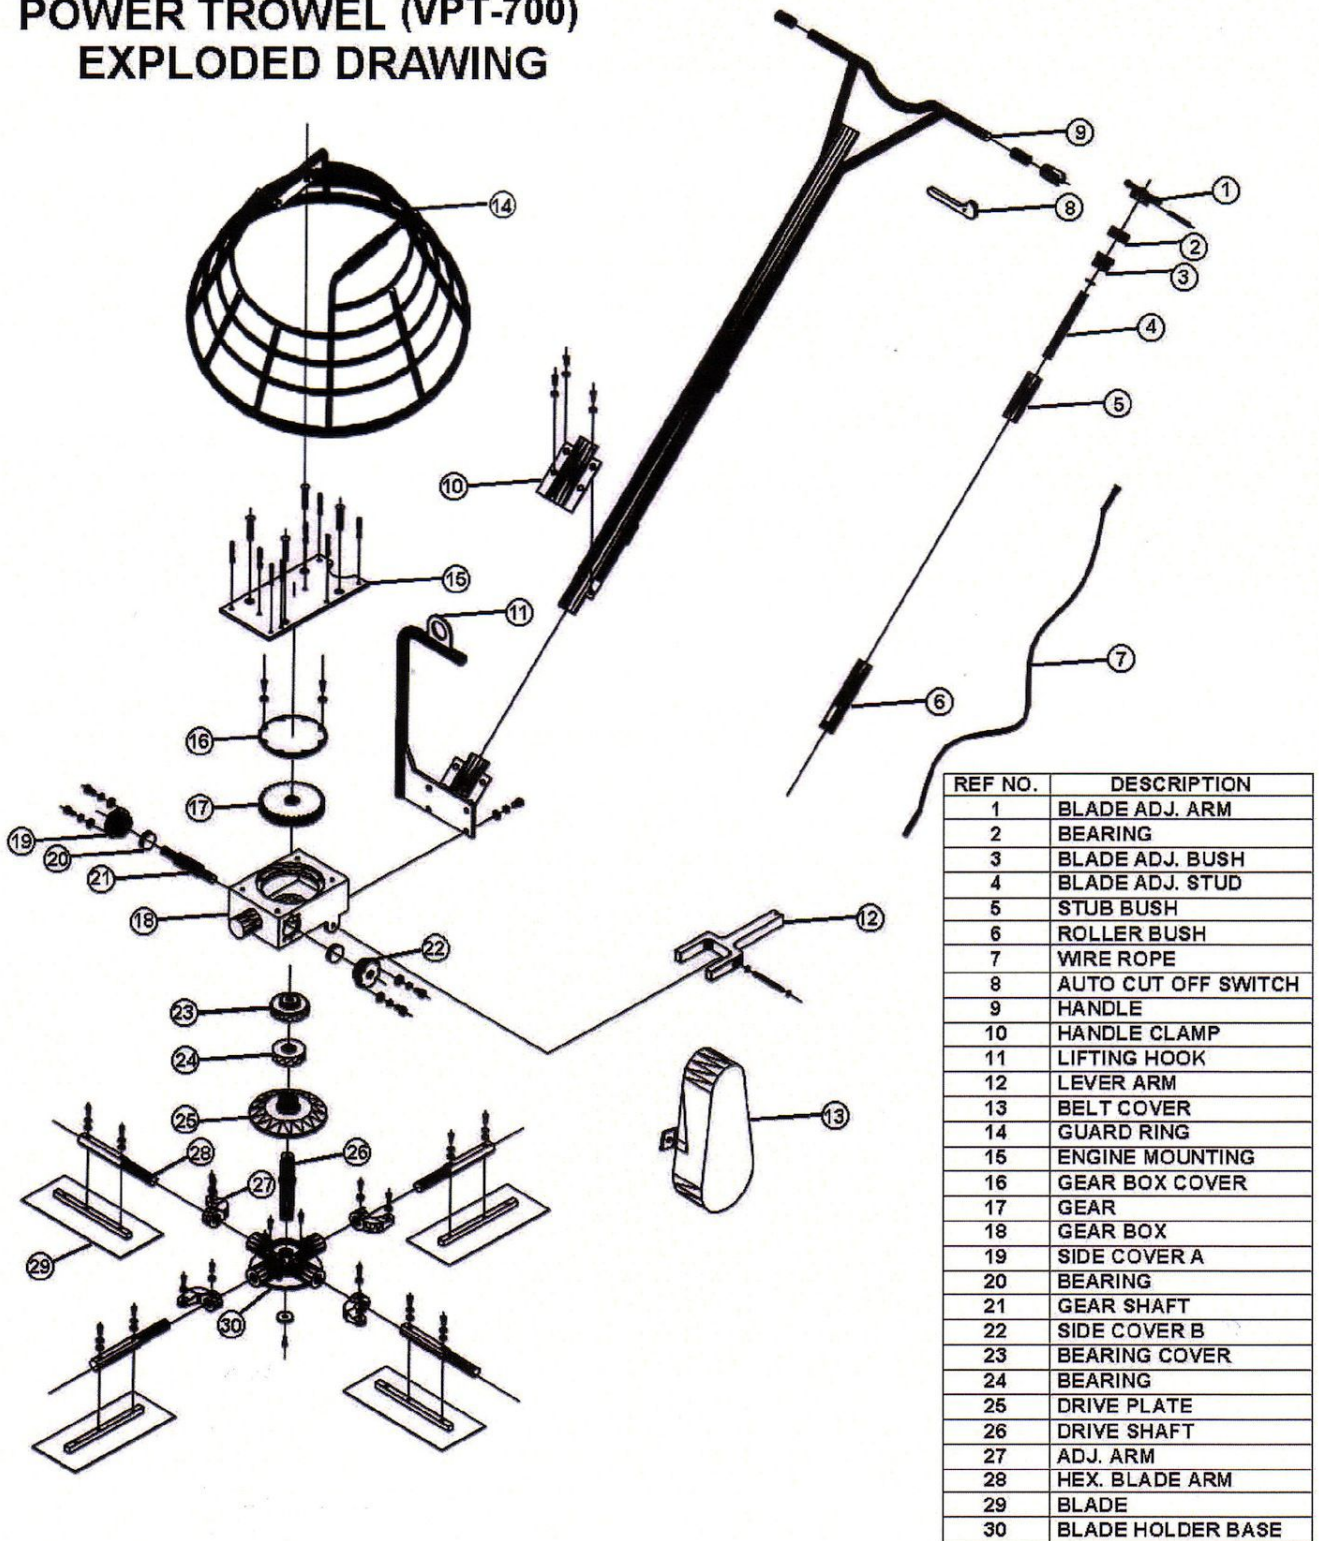 POWER TROWEL (VPT-700)
EXPLODED DRAWING
9
1
8
2
3
14
4
5
10
15
11
7
6
16
17
19
20
21
18
12
22
23
24
13
25
26
28
27
29
30
REF NO. DESCRIPTION
1 BLADE ADJ. ARM
2 BEARING
3 BLADE ADJ. BUSH
4 BLADE ADJ. STUD
5 STUB BUSH
6 ROLLER BUSH
7 WIRE ROPE
8 AUTO CUT OFF SWITCH
9 HANDLE
10 HANDLE CLAMP
11 LIFTING HOOK
12 LEVER ARM
13 BELT COVER
14 GUARD RING
15 ENGINE MOUNTING
16 GEAR BOX COVER
17 GEAR
18 GEAR BOX
19 SIDE COVER A
20 BEARING
21 GEAR SHAFT
22 SIDE COVER B
23 BEARING COVER
24 BEARING
25 DRIVE PLATE
26 DRIVE SHAFT
27 ADJ. ARM
28 HEX. BLADE ARM
29 BLADE
30 BLADE HOLDER BASE